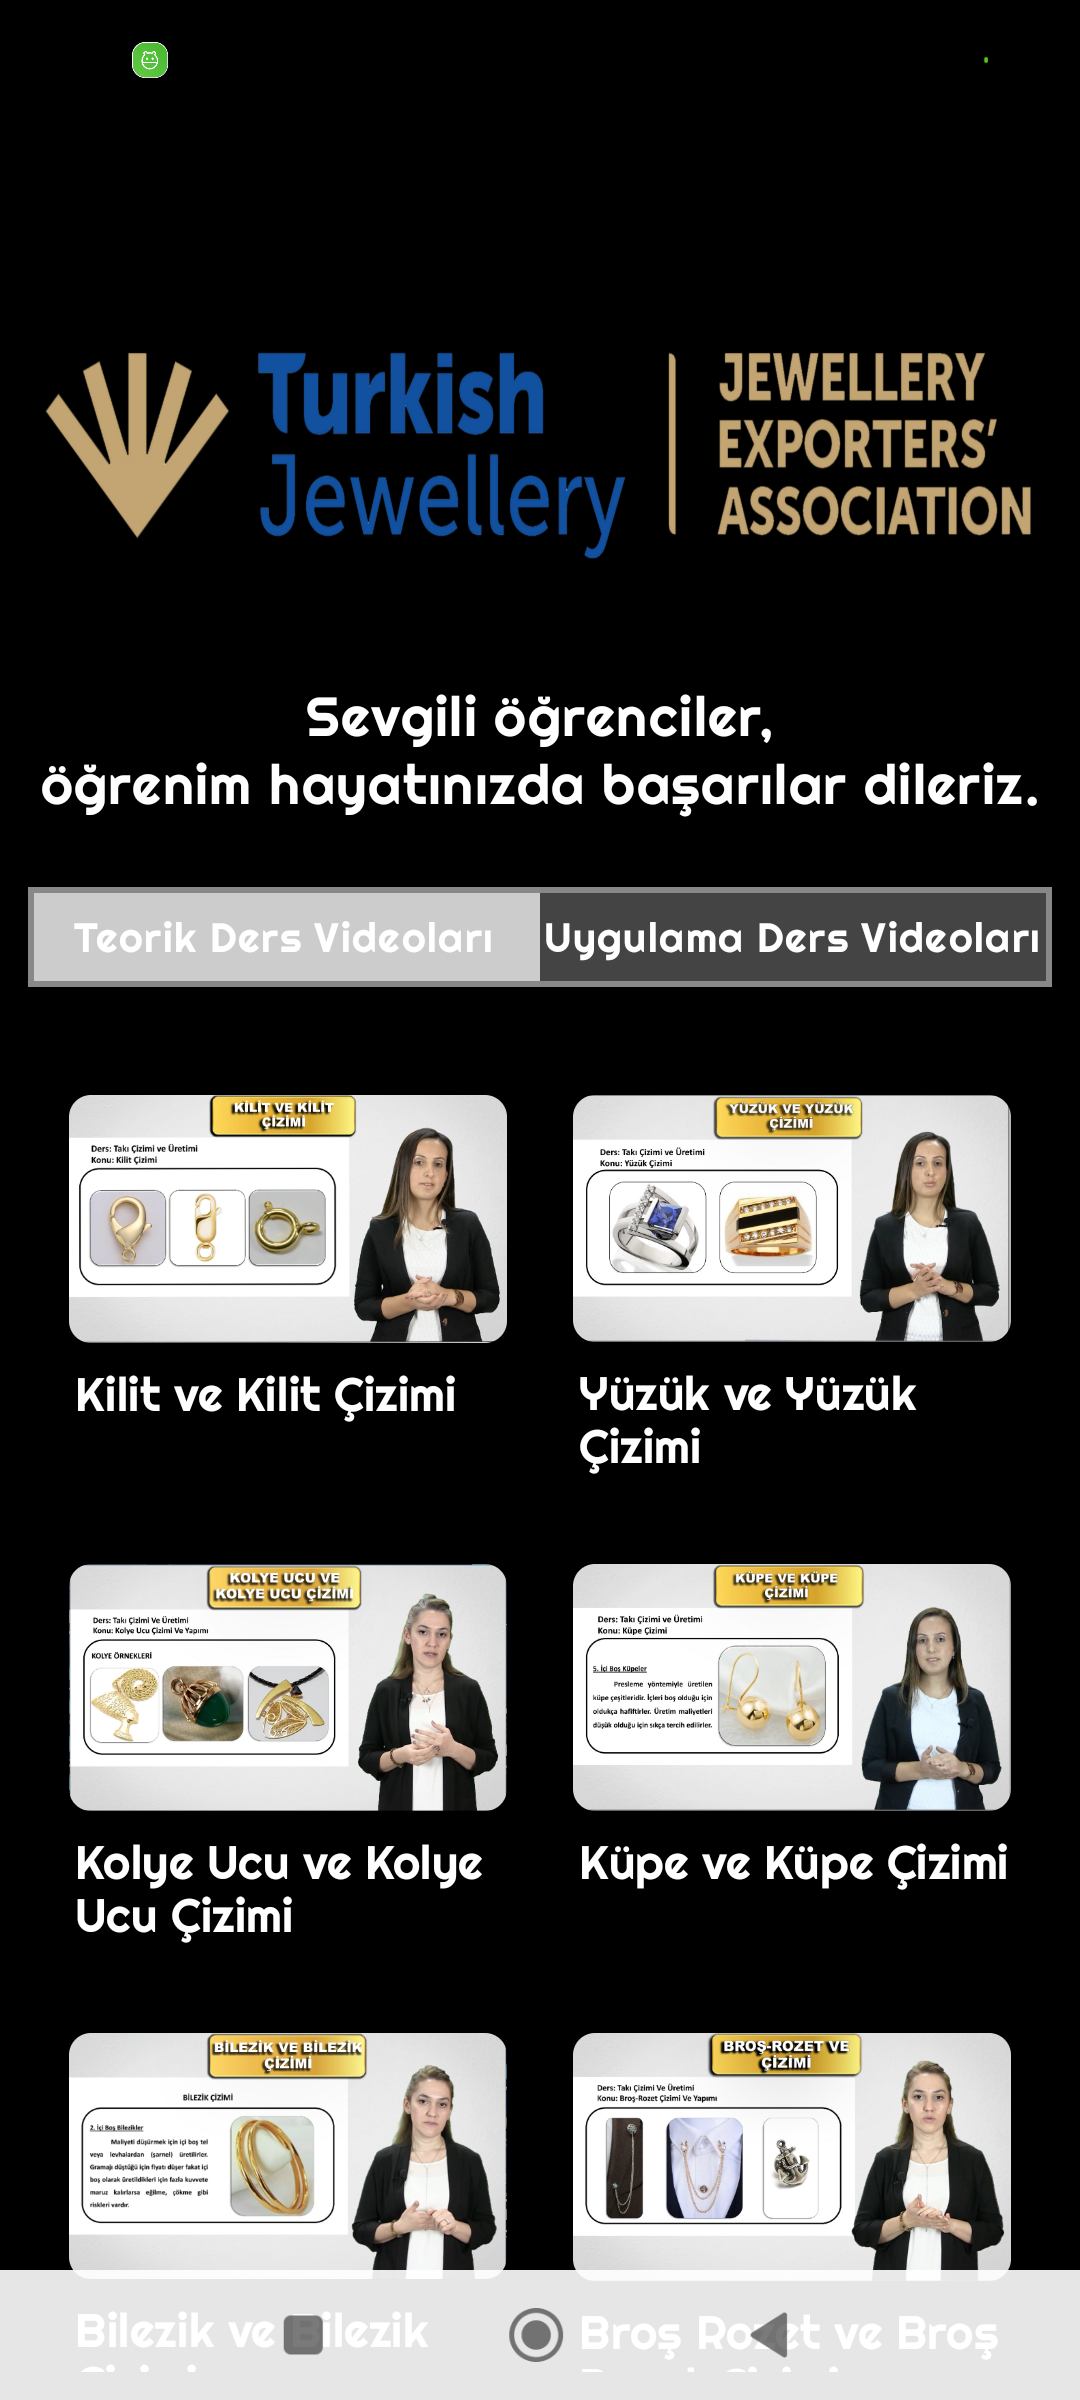 Turkish
Jewellery
JEWELLERY
EXPORTERS'
ASSOCIATION
Sevgili öğrenciler,
öğrenim hayatınızda başarılar dileriz.
Teorik Ders Videoları
Uygulama Ders Videoları
KİLİT VE KİLİT
ÇİZİMİ
Ders: Takı Çizimi ve Üretimi
Konu: Kilit Çizimi
Kilit ve Kilit Çizimi
YÜZÜK VE YÜZÜK
ÇİZİMİ
Ders: Takı Çizimi ve Üretimi
Konu: Yüzük Çizimi
Yüzük ve Yüzük
Çizimi
KOLYE UCU VE
KOLYE UCU ÇİZİMİ
Ders: Takı Çizimi Ve Üretimi
Konu: Kolye Ucu Çizimi Ve Yapımı
KOLYE ÖRNEKLERİ
Kolye Ucu ve Kolye
Ucu Çizimi
KÜPE VE KÜPE
ÇİZİMİ
Ders: Takı Çizimi ve Üretimi
Konu: Küpe Çizimi
5. İçi Boş Küpeler
Presleme yöntemiyle üretilen
küpe çeşitleridir. İçleri boş olduğu için
oldukça hafiftirler. Üretim maliyetleri
düşük olduğu için sıkça tercih edilirler.
Küpe ve Küpe Çizimi
BİLEZİK VE BİLEZİK
ÇİZİMİ
BİLEZİK ÇİZİMİ
2. İçi Boş Bilezikler
Maliyeti düşürmek için içi boş tel
veya levhalardan (şarnel) üretilirler.
Gramajı düştüğü için fiyatı düşer fakat içi
boş olarak üretildikleri için fazla kuvvete
maruz kalırlarsa eğilme, çökme gibi
riskleri vardır.
Bilezik ve Bilezik
BROŞ-ROZET VE
ÇİZİMİ
Ders: Takı Çizimi Ve Üretimi
Konu: Broş-Rozet Çizimi Ve Yapımı
Broş Rozet ve Broş